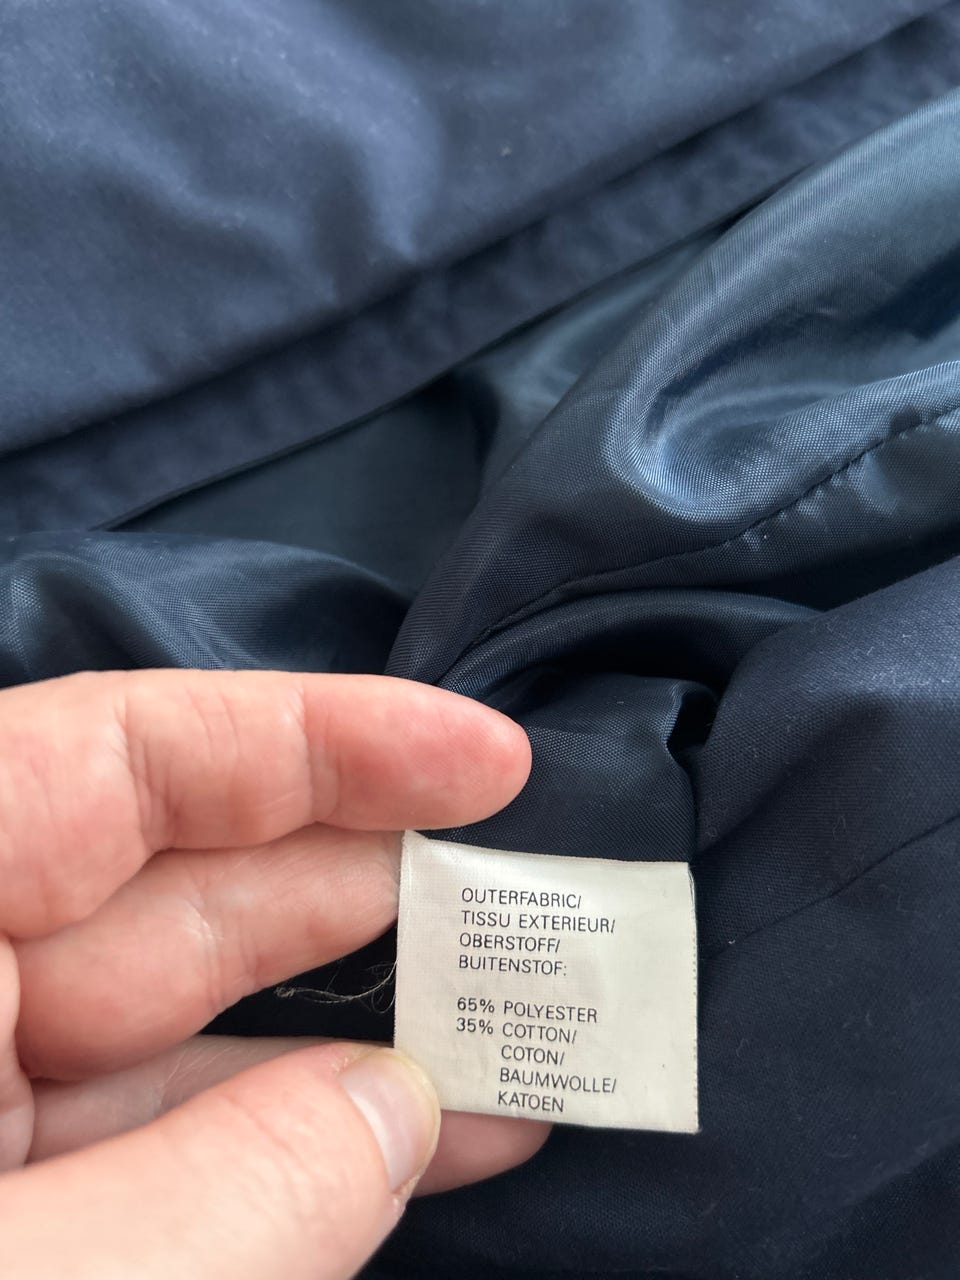 OUTERFABRIC/
TISSU EXTERIEUR/
OBERSTOFF/
BUITENSTOF:
65% POLYESTER
35% COTTON/
COTON/
BAUMWOLLE/
KATOEN